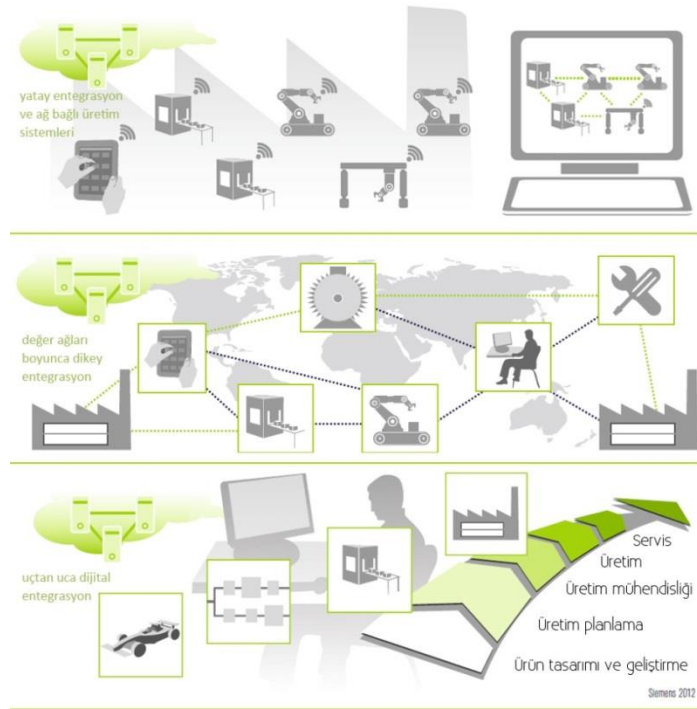 yatay entegrasyon
ve ağ bağlı üretim
sistemleri
değer ağları
boyunca dikey
entegrasyon
uçtan uca dijital
entegrasyon
Servis
Üretim
Üretim mühendisliği
Üretim planlama
Ürün tasarımı ve geliştirme
Siemens 2012